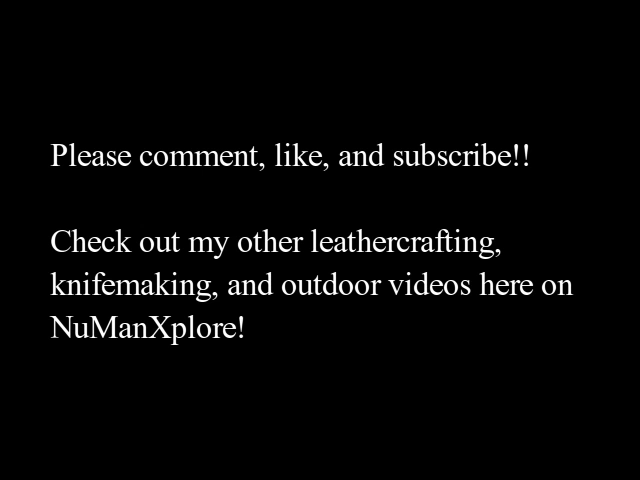 Please comment, like, and subscribe!!
Check out my other leathercrafting,
knifemaking, and outdoor videos here on
NuManXplore!